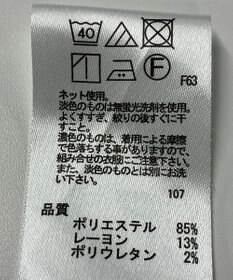 40
F
F63
ネット使用。
淡色のものは無蛍光洗剤を使用。
よくすすぎ、絞りの後すぐに干
すこと。
濃色のものは、着用による摩擦
で色落ちする事がありますので、
組み合せの衣服にご注意下さい。
また、淡色のものとは別にお洗
い下さい。
107
品質
ポリエステル 85%
レーヨン 13%
ポリウレタン 2%